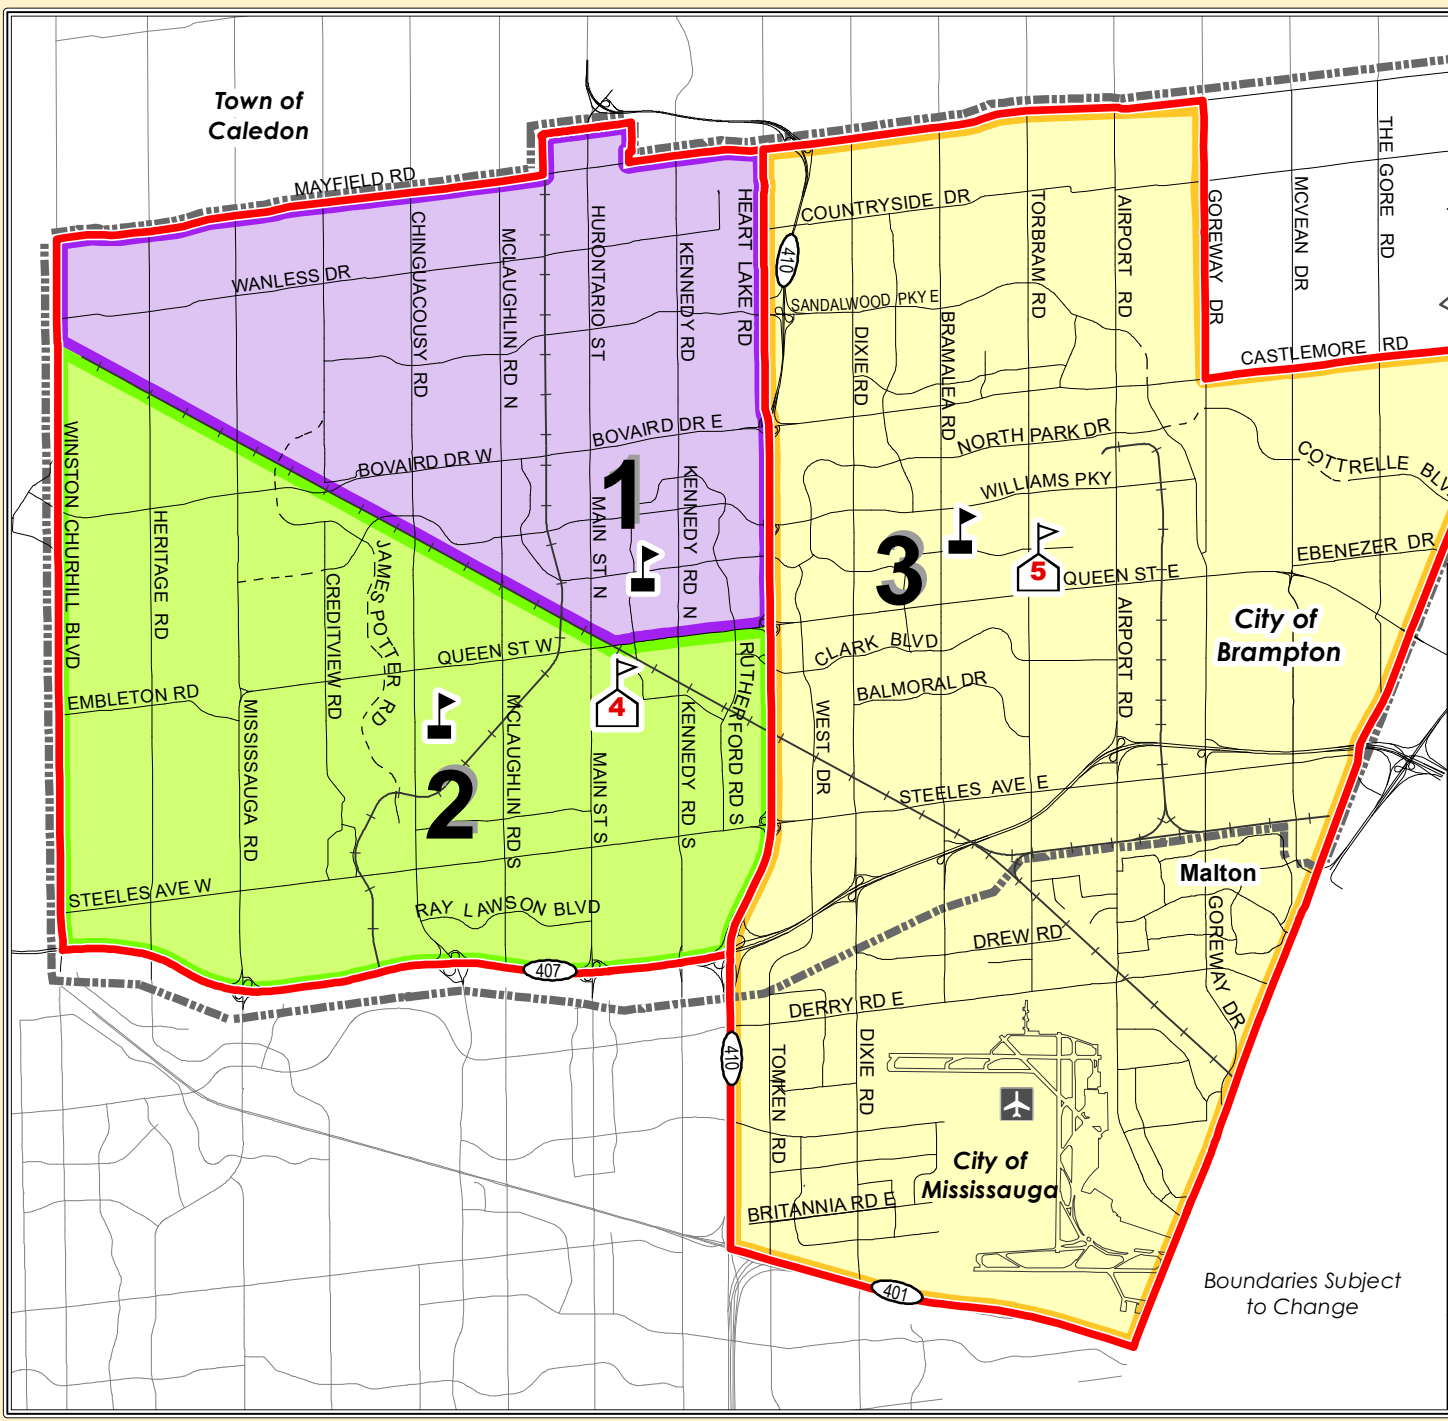 Town of
Caledon
MAYFIELD RD
WANLESS DR
CHINGUACOUSY RD
MCLAUGHLIN RD N
HURONTARIO ST
KENNEDY RD
HEART LAKE RD
410
COUNTRYSIDE DR
SANDALWOOD PKY E
DIXIE RD
BRAMALEA RD
TORBRAM RD
AIRPORT RD
GOREWAY DR
MCVEAN DR
THE GORE RD
CASTLEMORE RD
BOVAIRD DR W
BOVAIRD DR E
NORTH PARK DR
WILLIAMS PKY
COTTRELLE BLV
EBENEZER DR
1
MAIN ST N
KENNEDY RD N
3
5
QUEEN ST E
WINSTON CHURHILL BLVD
HERITAGE RD
CREDITVIEW RD
JAMES POTTER RD
QUEEN ST W
EMBLETON RD
MISSISSAUGA RD
2
MCLAUGHLIN RD S
4
MAIN ST S
KENNEDY RD S
RUTHERFORD RD S
CLARK BLVD
BALMORAL DR
WEST DR
AIRPORT RD
City of
Brampton
STEELES AVE E
STEELES AVE W
RAY LAWSON BLVD
407
Malton
GOREWAY DR
DREW RD
DERRY RD E
410
TOMKEN RD
DIXIE RD
City of
Mississauga
BRITANNIA RD E
401
Boundaries Subject
to Change